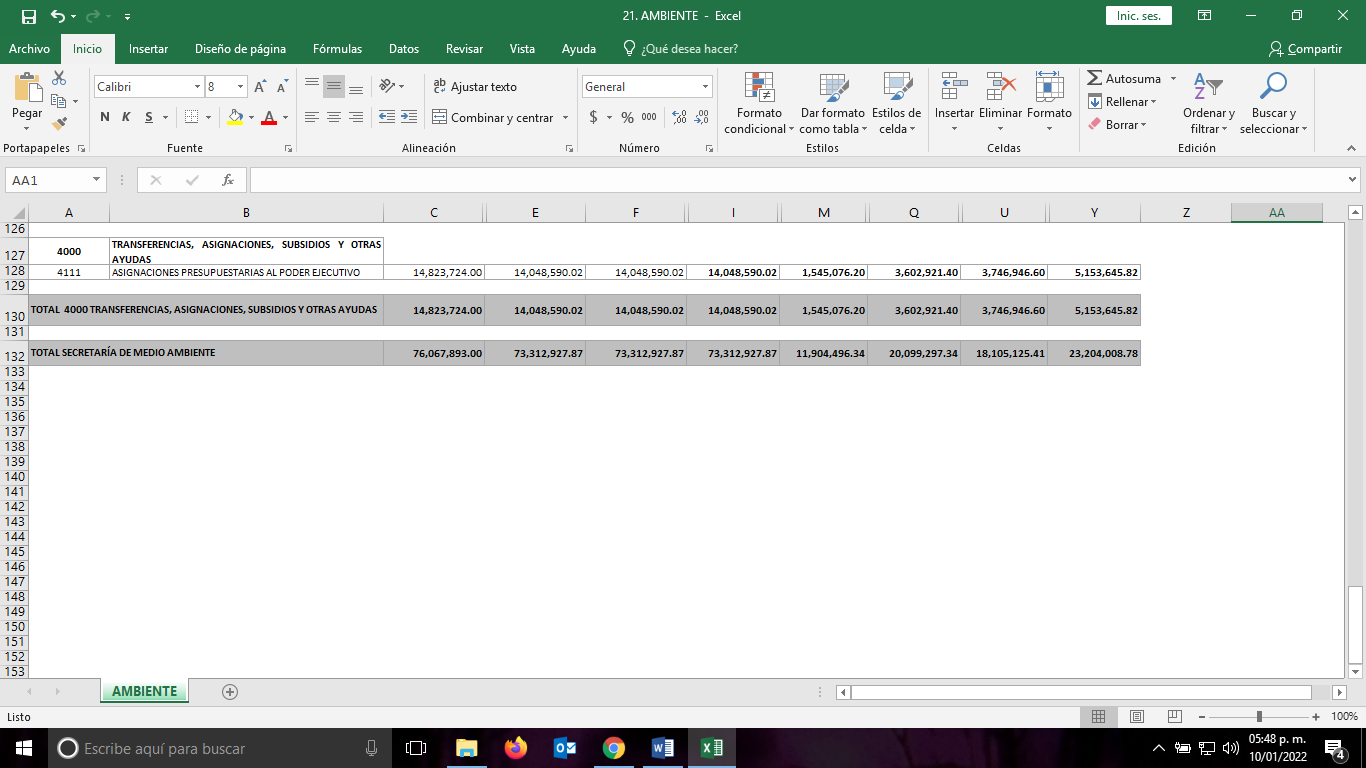 21. AMBIENTE - Excel
Inic. ses.
Archivo Inicio Insertar Diseño de página Fórmulas Datos Revisar Vista Ayuda ¿Qué desea hacer? Compartir
Pegar
Calibri 8
N K S
Ajustar texto
Combinar y centrar
General
$ % 000
Formato condicional
Dar formato como tabla
Estilos de celda
Insertar Eliminar Formato
Autosuma
Rellenar
Borrar
Ordenar y filtrar
Buscar y seleccionar
Portapapeles Fuente Alineación Número Estilos Celdas Edición
AA1 fx
A B C E F I M Q U Y Z AA
126
127 4000 TRANSFERENCIAS, ASIGNACIONES, SUBSIDIOS Y OTRAS
AYUDAS
128 4111 ASIGNACIONES PRESUPUESTARIAS AL PODER EJECUTIVO 14,823,724.00 14,048,590.02 14,048,590.02 14,048,590.02 1,545,076.20 3,602,921.40 3,746,946.60 5,153,645.82
129
130 TOTAL 4000 TRANSFERENCIAS, ASIGNACIONES, SUBSIDIOS Y OTRAS AYUDAS 14,823,724.00 14,048,590.02 14,048,590.02 14,048,590.02 1,545,076.20 3,602,921.40 3,746,946.60 5,153,645.82
131
132 TOTAL SECRETARÍA DE MEDIO AMBIENTE 76,067,893.00 73,312,927.87 73,312,927.87 73,312,927.87 11,904,496.34 20,099,297.34 18,105,125.41 23,204,008.78
133
134
135
136
137
138
139
140
141
142
143
144
145
146
147
148
149
150
151
152
153
AMBIENTE
Listo 100%
Escribe aquí para buscar
05:48 p. m.
10/01/2022
4